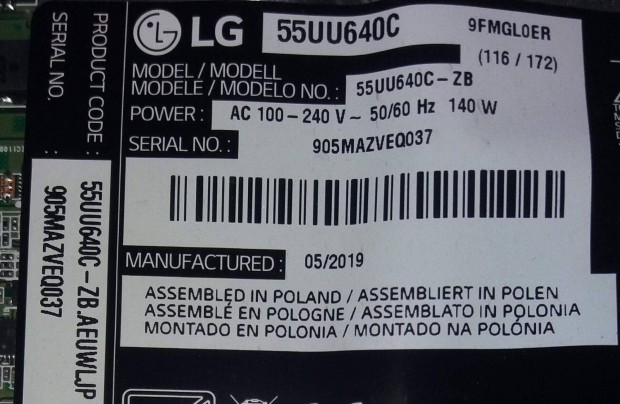 LG 55UU640C 9FMGL0ER
(116 / 172)
MODEL / MODELL
MODELE / MODELO NO. : 55UU640C-ZB
POWER : AC 100-240 V~ 50/60 Hz 140 W
SERIAL NO. : 905MAZVEQ037
MANUFACTURED : 05/2019
ASSEMBLED IN POLAND / ASSEMBLIERT IN POLEN
ASSEMBLÉ EN POLOGNE / ASSEMBLATO IN POLONIA
MONTADO EN POLONIA / MONTADO NA POLÓNIA
PRODUCT CODE : 55UU640C-ZB.AEUWLJP
SERIAL NO. : 905MAZVEQ037